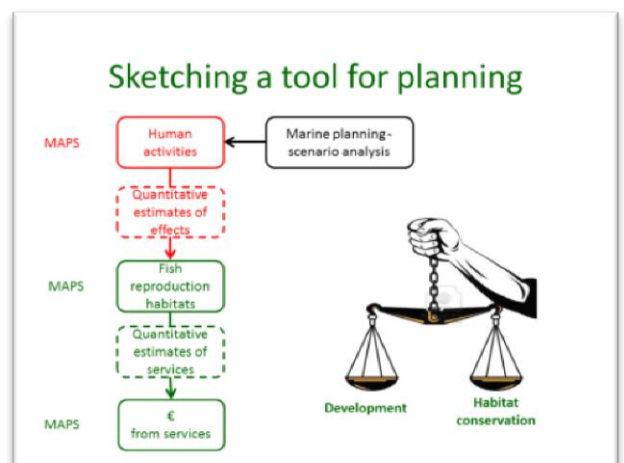 Sketching a tool for planning
MAPS
Human
activities
Marine planning-
scenario analysis
Quantitative
estimates of
effects
MAPS
Fish
reproduction
habitats
Quantitative
estimates of
services
MAPS
€
from services
Development
Habitat
conservation